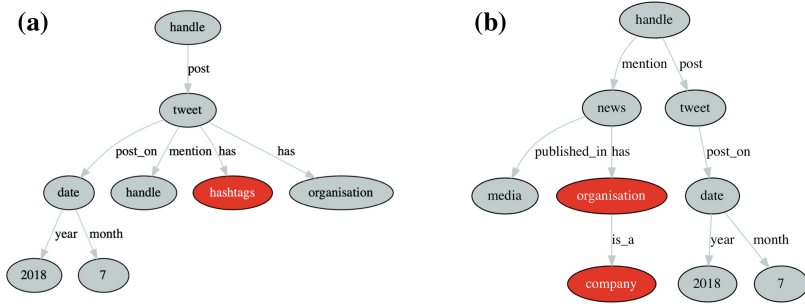 (a)
handle
post
tweet
post_on mention has has
date handle hashtags organisation
year month
2018 7
(b)
handle
mention post
news tweet
published_in has post_on
media organisation date
is_a year month
company 2018 7